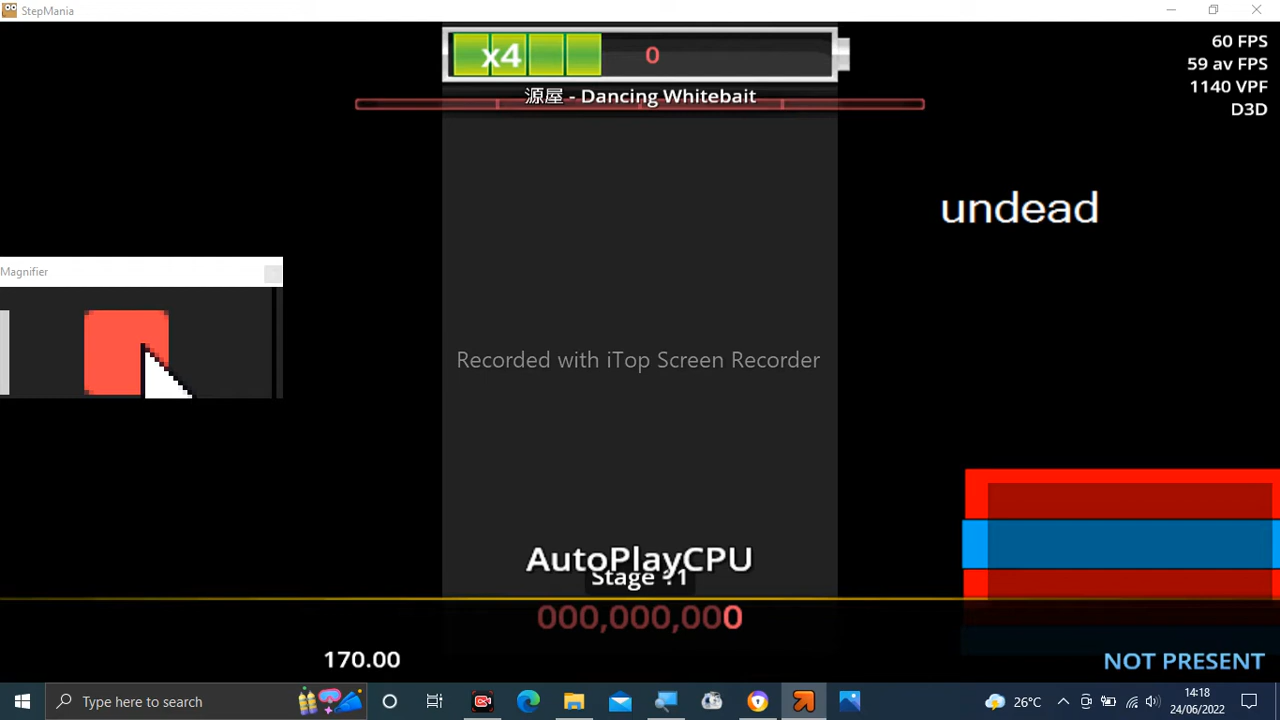 StepMania
60 FPS
59 av FPS
1140 VPF
D3D
x4
0
源屋 - Dancing Whitebait
undead
Magnifier
Recorded with iTop Screen Recorder
AutoPlayCPU
Stage : 1
000,000,000
170.00
NOT PRESENT
Type here to search
26°C
14:18
24/06/2022